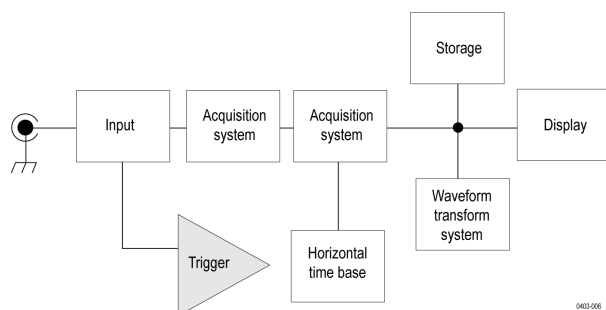 Storage
Input
Acquisition
system
Acquisition
system
Display
Waveform
transform
system
Trigger
Horizontal
time base
0403-006